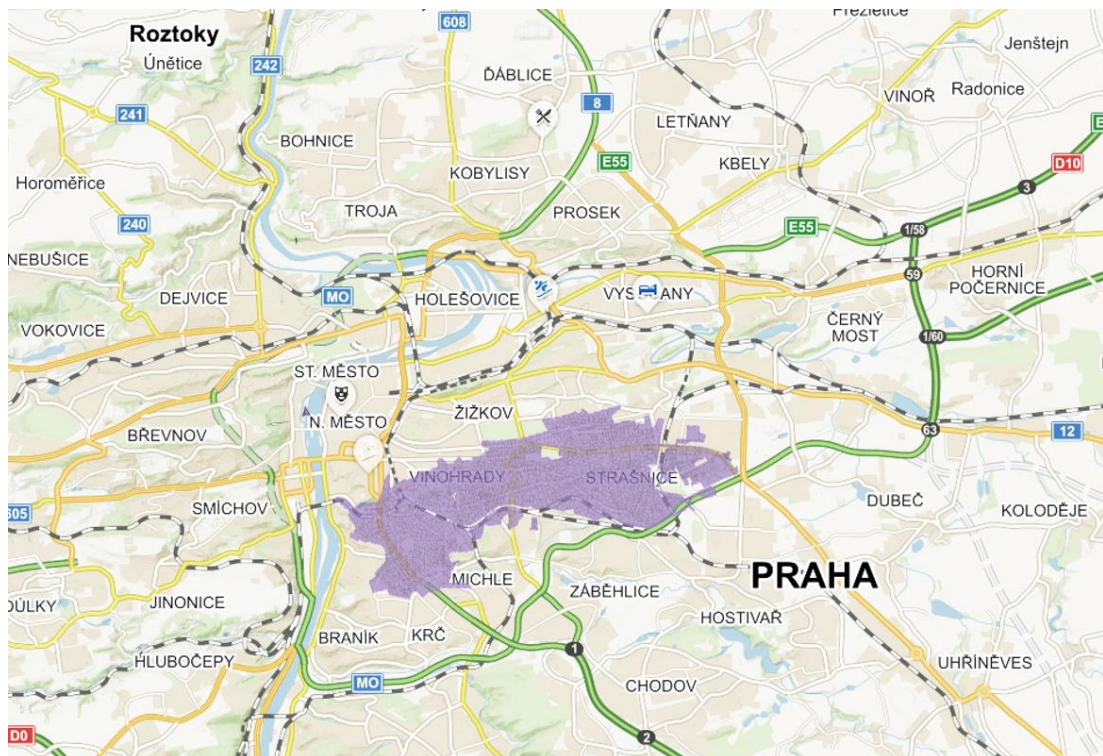 Roztoky
Únětice
242
608
ĎÁBLICE
8
LETŇANY
VINOŘ
Jenštejn
Radonice
241
BOHNICE
E55
KBELY
D10
3
Horoměřice
KOBYLISY
TROJA
PROSEK
240
E55
1/58
NEBUŠICE
59
HORNÍ
POČERNICE
DEJVICE
MO
HOLEŠOVICE
VOKOVICE
ČERNÝ
MOST
1/60
ST. MĚSTO
ŽIŽKOV
N. MĚSTO
BŘEVNOV
63
12
VINOHRADY
STRAŠNICE
605
SMÍCHOV
DUBEČ
KOLODĚJE
MICHLE
PRAHA
JINONICE
ZÁBĚHLICE
HOSTIVAŘ
BRANÍK
KRČ
HLUBOČEPY
1
UHŘÍNĚVES
MO
CHODOV
D0
2